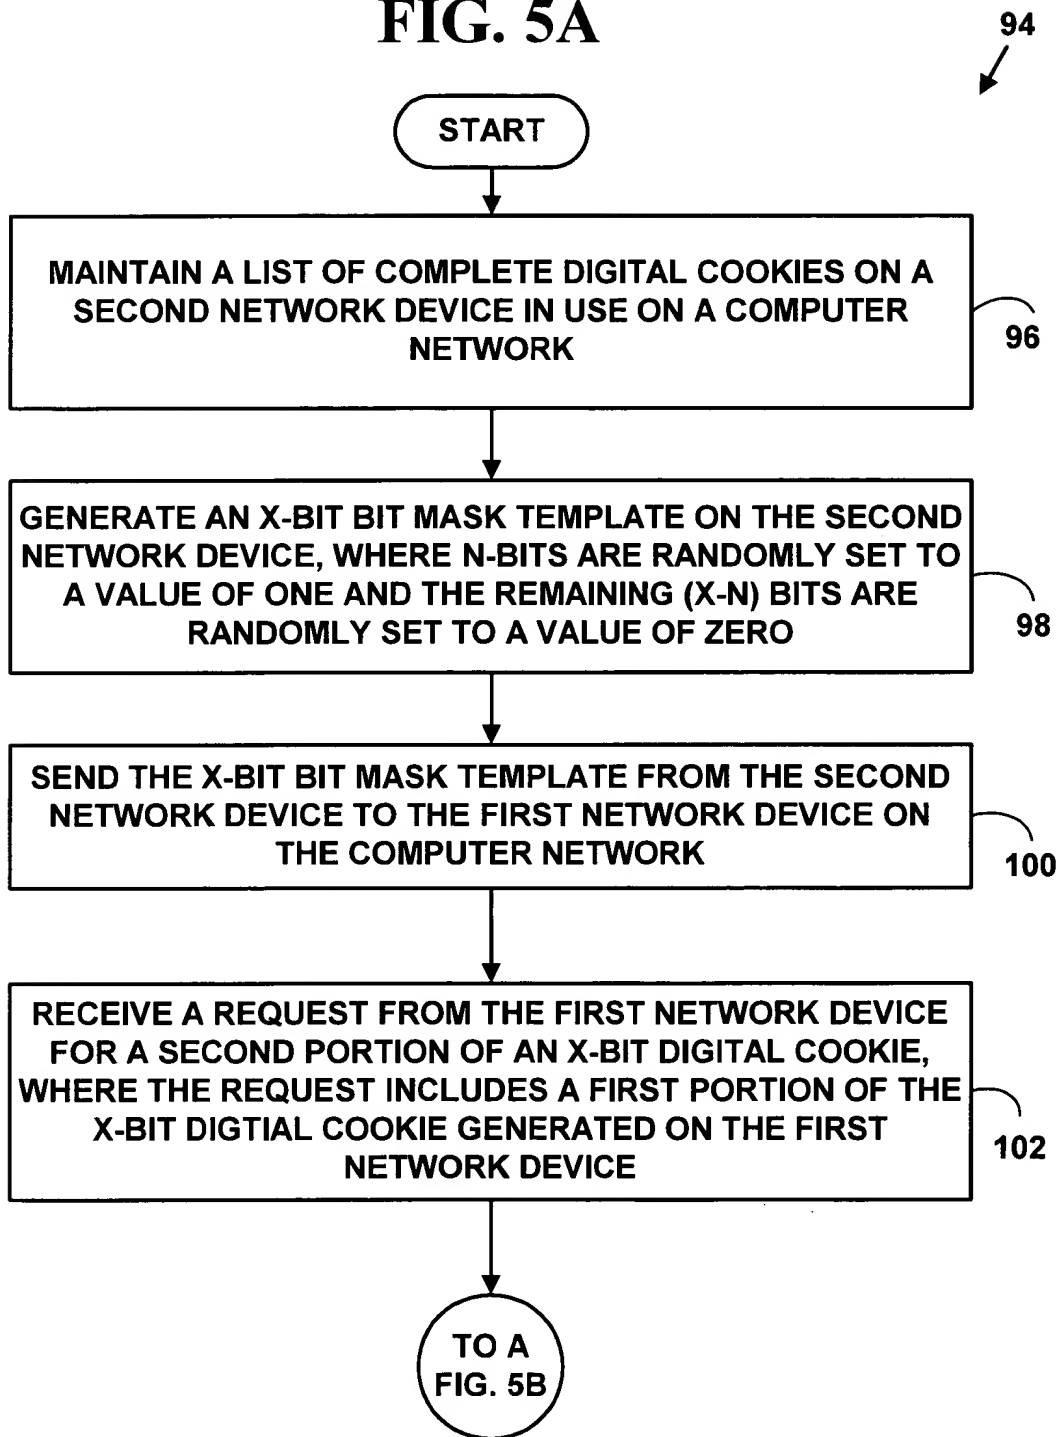 FIG. 5A
94
START
MAINTAIN A LIST OF COMPLETE DIGITAL COOKIES ON A
SECOND NETWORK DEVICE IN USE ON A COMPUTER
NETWORK
96
GENERATE AN X-BIT BIT MASK TEMPLATE ON THE SECOND
NETWORK DEVICE, WHERE N-BITS ARE RANDOMLY SET TO
A VALUE OF ONE AND THE REMAINING (X-N) BITS ARE
RANDOMLY SET TO A VALUE OF ZERO
98
SEND THE X-BIT BIT MASK TEMPLATE FROM THE SECOND
NETWORK DEVICE TO THE FIRST NETWORK DEVICE ON
THE COMPUTER NETWORK
100
RECEIVE A REQUEST FROM THE FIRST NETWORK DEVICE
FOR A SECOND PORTION OF AN X-BIT DIGITAL COOKIE,
WHERE THE REQUEST INCLUDES A FIRST PORTION OF THE
X-BIT DIGTIAL COOKIE GENERATED ON THE FIRST
NETWORK DEVICE
102
TO A
FIG. 5B